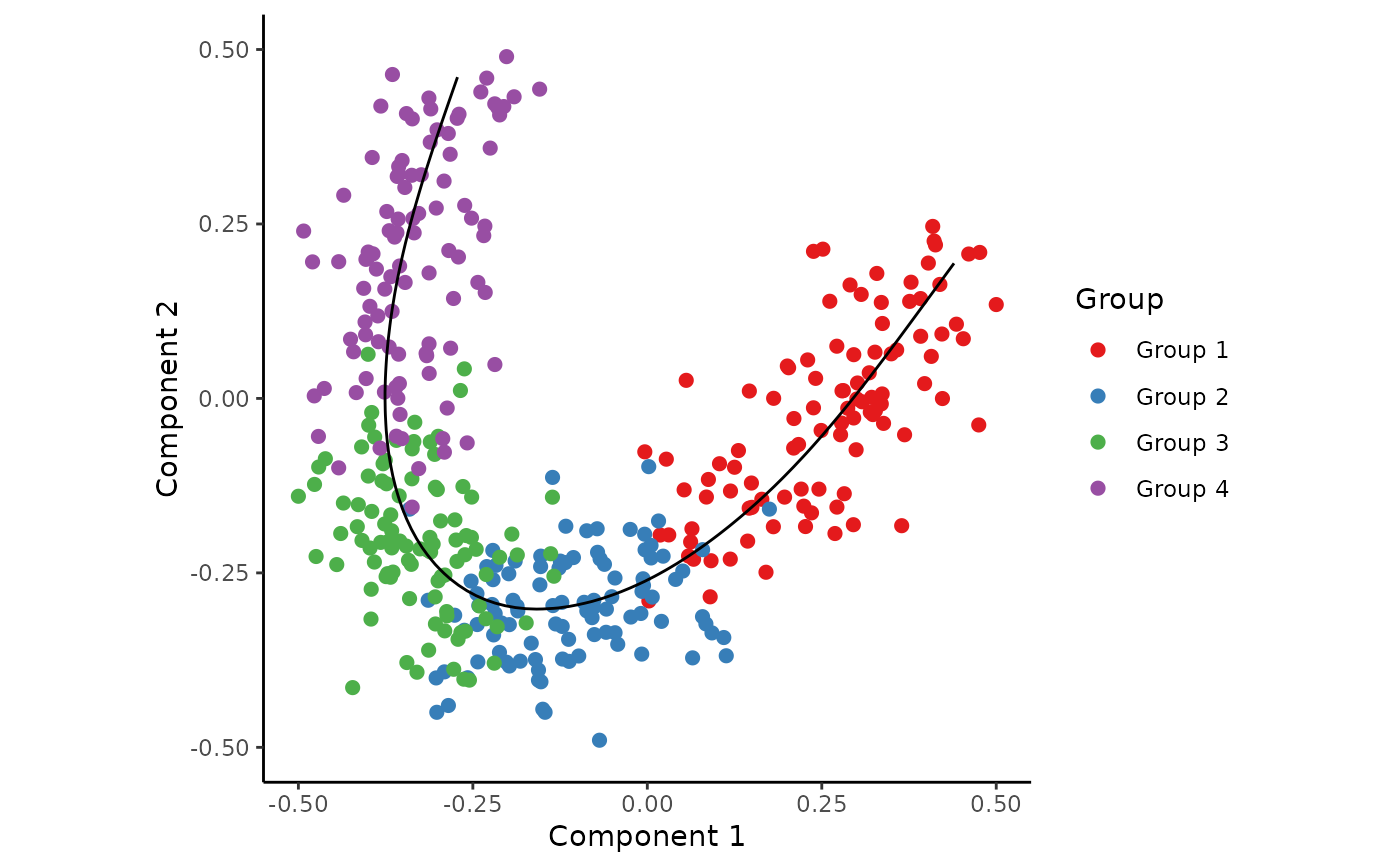 0.50
0.25
0.00
-0.25
-0.50
Component 2
-0.50 -0.25 0.00 0.25 0.50
Component 1
Group
Group 1
Group 2
Group 3
Group 4